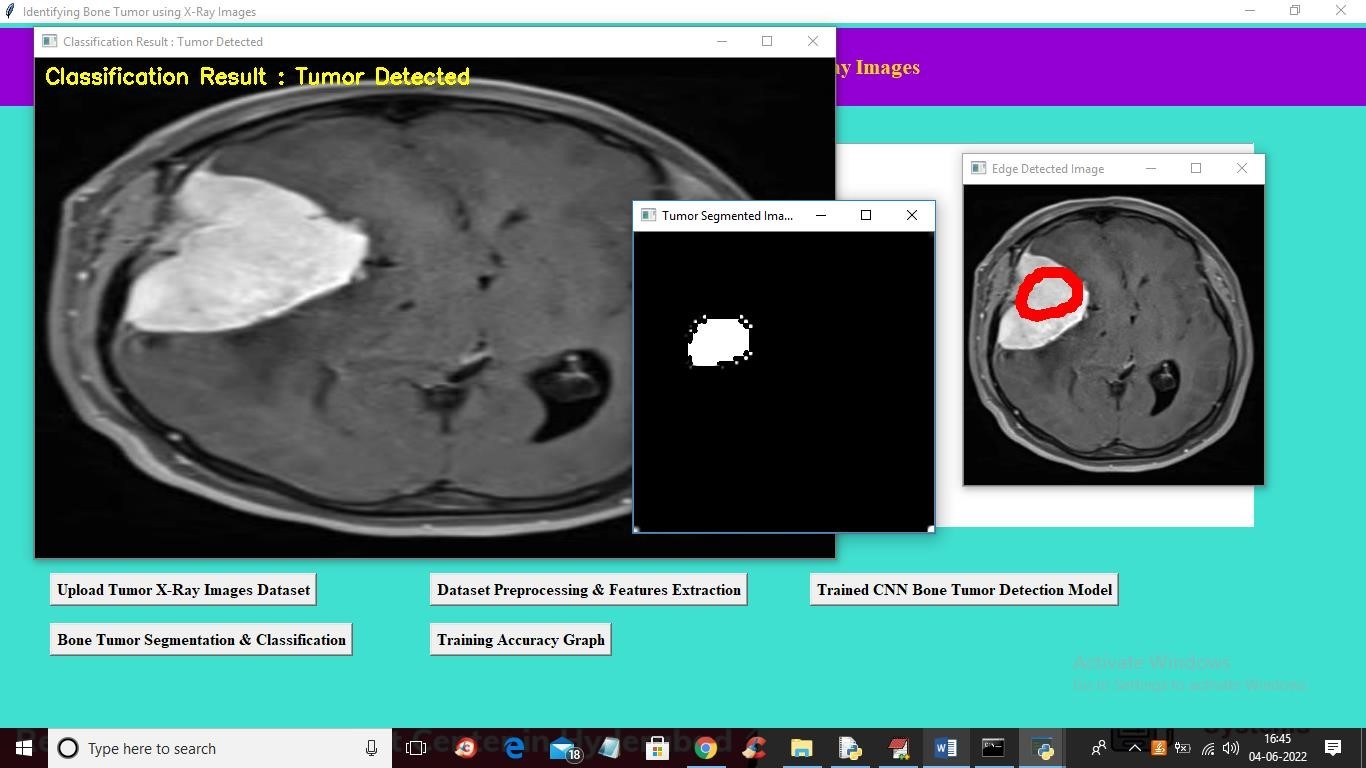 Identifying Bone Tumor using X-Ray Images
Classification Result : Tumor Detected
Classification Result : Tumor Detected
ay Images
Edge Detected Image
Tumor Segmented Ima...
Upload Tumor X-Ray Images Dataset
Dataset Preprocessing & Features Extraction
Trained CNN Bone Tumor Detection Model
Bone Tumor Segmentation & Classification
Training Accuracy Graph
Activate Windows
Go to Settings to activate Windows.
Type here to search
18
16:45
04-06-2022